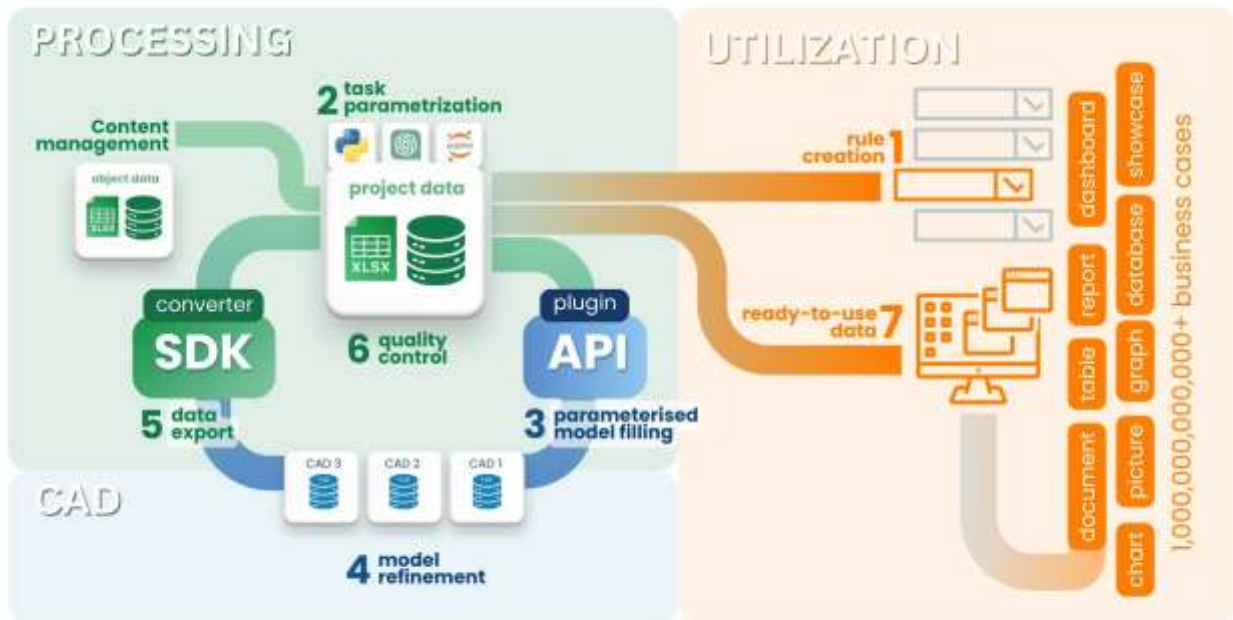 PROCESSING
UTILIZATION
2 task
parametrization
Content
management
object data
XLSX
project data
XLSX
rule
creation 1
converter
SDK
plugin
API
6 quality
control
5 data
export
3 parameterised
model filling
ready-to-use
data 7
CAD
CAD 3
CAD 2
CAD 1
4 model
refinement
dashboard
showcase
report
database
table
graph
document
picture
chart
1,000,000,000,000+ business cases